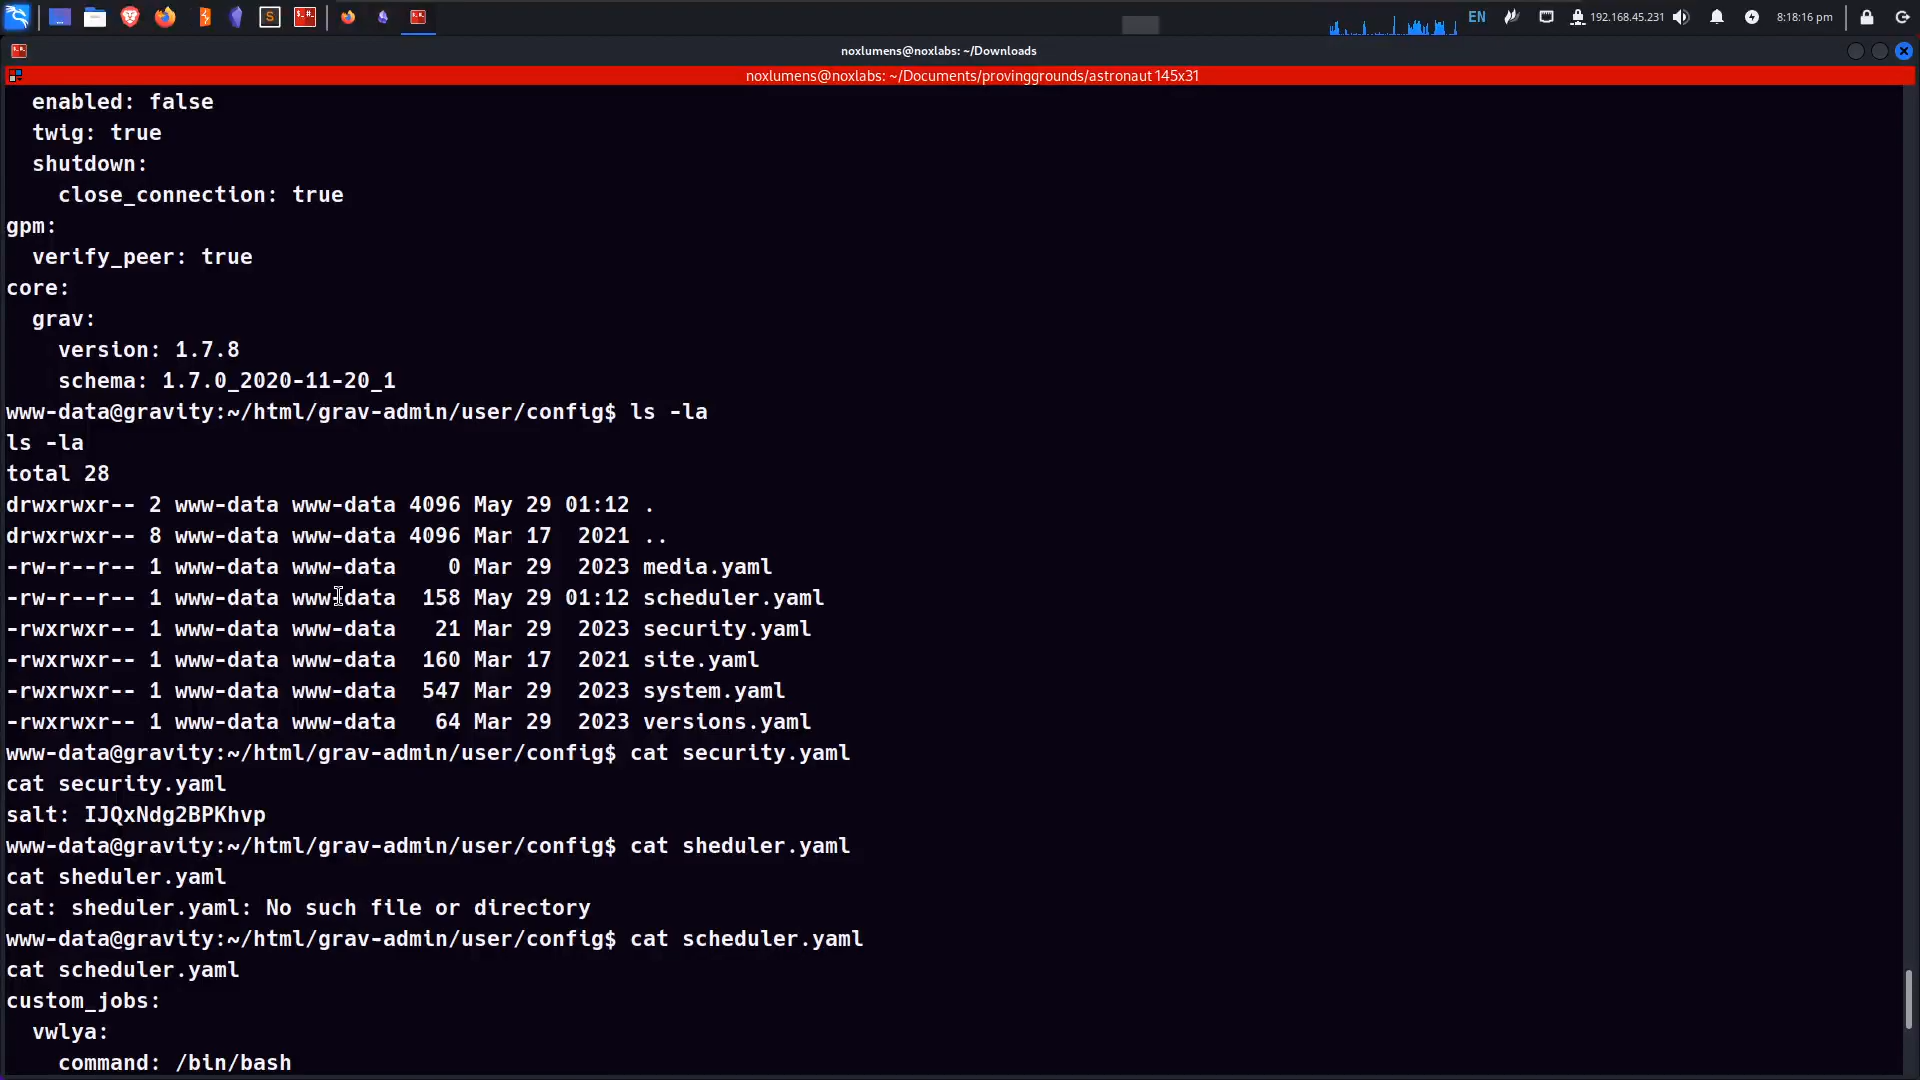 EN
192.168.45.231
8:18:16 pm
noxlumens@noxlabs: ~/Downloads
noxlumens@noxlabs: ~/Documents/provinggrounds/astronaut 145x31
enabled: false
twig: true
shutdown:
close_connection: true
gpm:
verify_peer: true
core:
grav:
version: 1.7.8
schema: 1.7.0_2020-11-20_1
www-data@gravity:~/html/grav-admin/user/config$ ls -la
ls -la
total 28
drwxrwxr-- 2 www-data www-data 4096 May 29 01:12 .
drwxrwxr-- 8 www-data www-data 4096 Mar 17  2021 ..
-rw-r--r-- 1 www-data www-data    0 Mar 29  2023 media.yaml
-rw-r--r-- 1 www-data www-data  158 May 29 01:12 scheduler.yaml
-rwxrwxr-- 1 www-data www-data   21 Mar 29  2023 security.yaml
-rwxrwxr-- 1 www-data www-data  160 Mar 17  2021 site.yaml
-rwxrwxr-- 1 www-data www-data  547 Mar 29  2023 system.yaml
-rwxrwxr-- 1 www-data www-data   64 Mar 29  2023 versions.yaml
www-data@gravity:~/html/grav-admin/user/config$ cat security.yaml
cat security.yaml
salt: IJQxNdg2BPKhvp
www-data@gravity:~/html/grav-admin/user/config$ cat sheduler.yaml
cat sheduler.yaml
cat: sheduler.yaml: No such file or directory
www-data@gravity:~/html/grav-admin/user/config$ cat scheduler.yaml
cat scheduler.yaml
custom_jobs:
vwlya:
command: /bin/bash